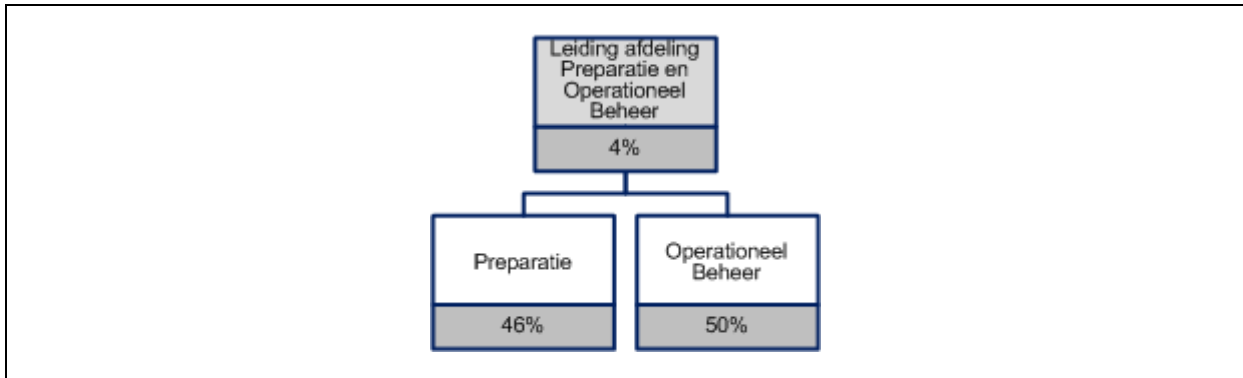 Leiding afdeling
Preparatie en
Operationeel
Beheer
4%
Preparatie
46%
Operationeel
Beheer
50%